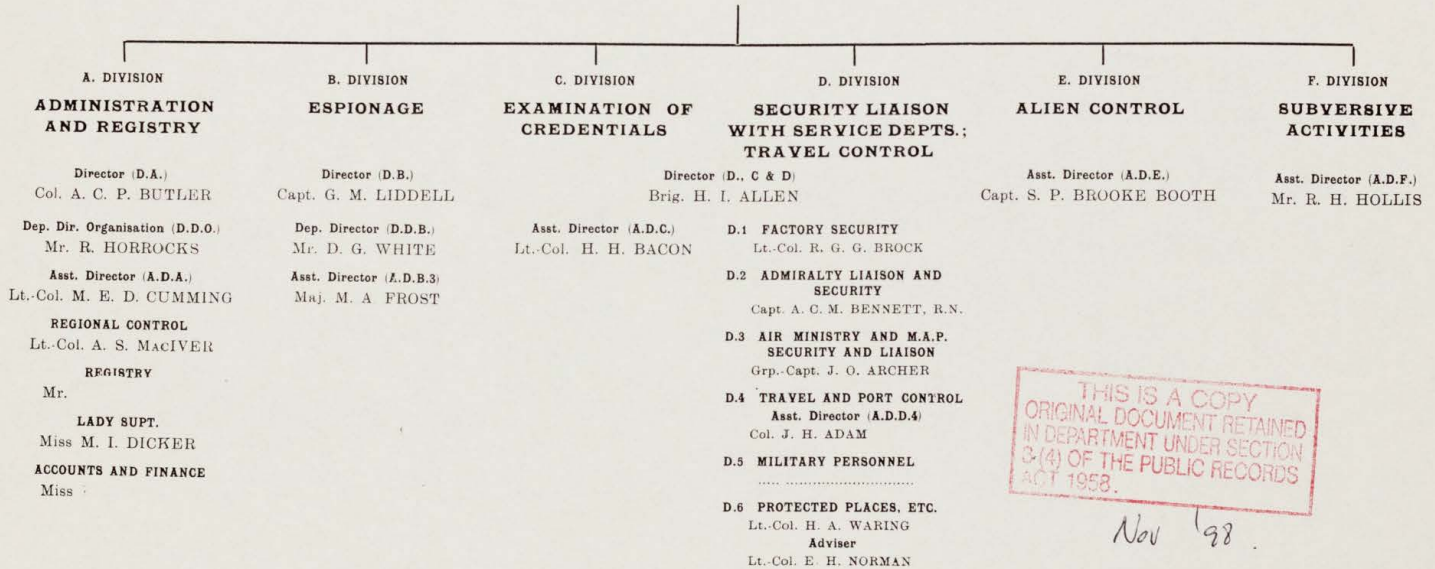 A. DIVISION
ADMINISTRATION
AND REGISTRY
Director (D.A.)
Col. A. C. P. BUTLER
Dep. Dir. Organisation (D.D.O.)
Mr. R. HORROCKS
Asst. Director (A.D.A.)
Lt.-Col. M. E. D. CUMMING
REGIONAL CONTROL
Lt.-Col. A. S. MACIVER
REGISTRY
Mr.
LADY SUPT.
Miss M. I. DICKER
ACCOUNTS AND FINANCE
Miss
B. DIVISION
ESPIONAGE
Director (D.B.)
Capt. G. M. LIDDELL
Dep. Director (D.D.B.)
Mr. D. G. WHITE
Asst. Director (A.D.B.3)
Maj. M. A FROST
C. DIVISION
EXAMINATION OF
CREDENTIALS
Director (D., C & D)
Brig. H. I. ALLEN
Asst. Director (A.D.C.)
Lt.-Col. H. H. BACON
D. DIVISION
SECURITY LIAISON
WITH SERVICE DEPTS.;
TRAVEL CONTROL
D.1 FACTORY SECURITY
Lt.-Col. R. G. G. BROCK
D.2 ADMIRALTY LIAISON AND
SECURITY
Capt. A. C. M. BENNETT, R.N.
D.3 AIR MINISTRY AND M.A.P.
SECURITY AND LIAISON
Grp.-Capt. J. O. ARCHER
D.4 TRAVEL AND PORT CONTROL
Asst. Director (A.D.D.4)
Col. J. H. ADAM
D.5 MILITARY PERSONNEL
..... .............................
D.6 PROTECTED PLACES, ETC.
Lt.-Col. H. A. WARING
Adviser
Lt.-Col. E. H. NORMAN
E. DIVISION
ALIEN CONTROL
Asst. Director (A.D.E.)
Capt. S. P. BROOKE BOOTH
F. DIVISION
SUBVERSIVE
ACTIVITIES
Asst. Director (A.D.F.)
Mr. R. H. HOLLIS
THIS IS A COPY
ORIGINAL DOCUMENT RETAINED
IN DEPARTMENT UNDER SECTION
3-(4) OF THE PUBLIC RECORDS
ACT 1958.
Nov '98.